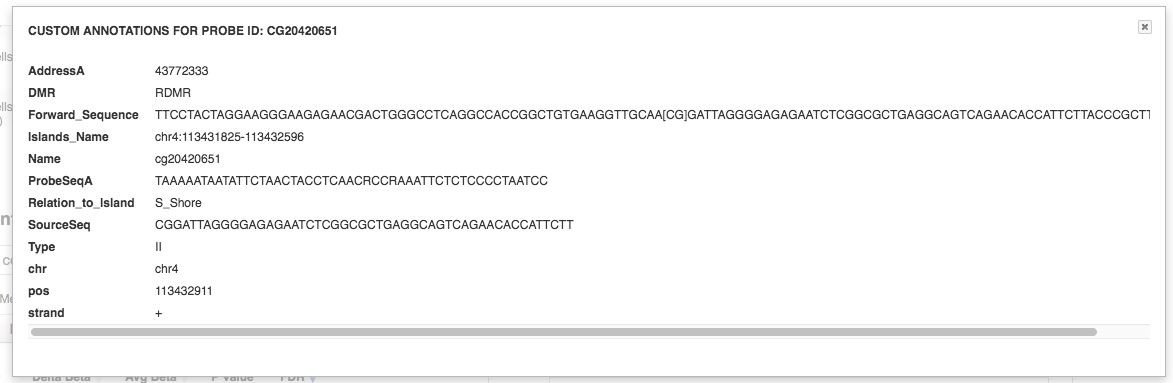 CUSTOM ANNOTATIONS FOR PROBE ID: CG20420651
AddressA 43772333
DMR RDMR
Forward_Sequence TTCCTACTAGGAAGGGAAGAGAACGACTGGGCCTCAGGCCACCGGCTGTGAAGGTTGCAA[CG]GATTAGGGGAGAGAATCTCGGCGCTGAGGCAGTCAGAACACCATTCTTACCCGCTT
Islands_Name chr4:113431825-113432596
Name cg20420651
ProbeSeqA TAAAAATAATATTCTAACTACCTCAACRCCRAAATTCTCTCCCCTAATCC
Relation_to_Island S_Shore
SourceSeq CGGATTAGGGGAGAGAATCTCGGCGCTGAGGCAGTCAGAACACCATTCTT
Type II
chr chr4
pos 113432911
strand +
Delta Beta Avg Beta P Value FDR